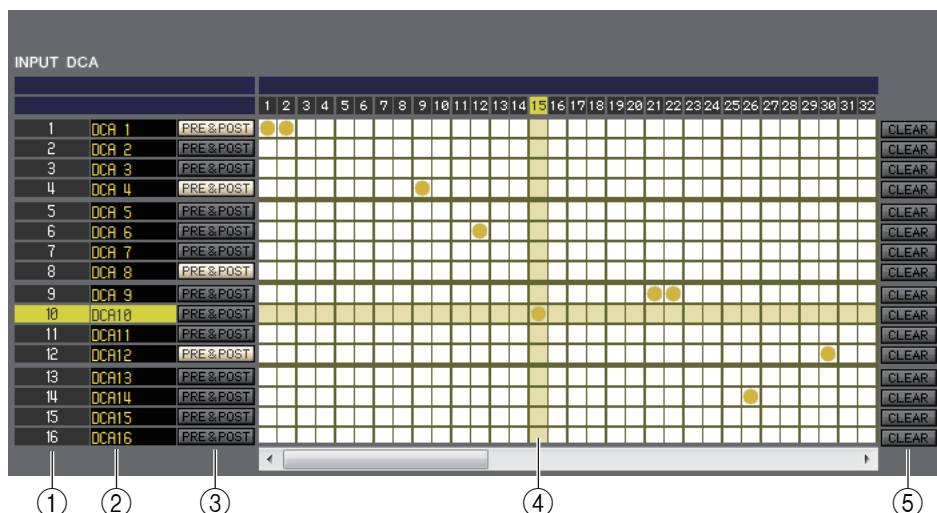 INPUT DCA
1 2 3 4 5 6 7 8 9 10 11 12 13 14 15 16 17 18 19 20 21 22 23 24 25 26 27 28 29 30 31 32
1 DCA 1 PRE&POST CLEAR
2 DCA 2 PRE&POST CLEAR
3 DCA 3 PRE&POST CLEAR
4 DCA 4 PRE&POST CLEAR
5 DCA 5 PRE&POST CLEAR
6 DCA 6 PRE&POST CLEAR
7 DCA 7 PRE&POST CLEAR
8 DCA 8 PRE&POST CLEAR
9 DCA 9 PRE&POST CLEAR
10 DCA10 PRE&POST CLEAR
11 DCA11 PRE&POST CLEAR
12 DCA12 PRE&POST CLEAR
13 DCA13 PRE&POST CLEAR
14 DCA14 PRE&POST CLEAR
15 DCA15 PRE&POST CLEAR
16 DCA16 PRE&POST CLEAR
① ② ③ ④ ⑤